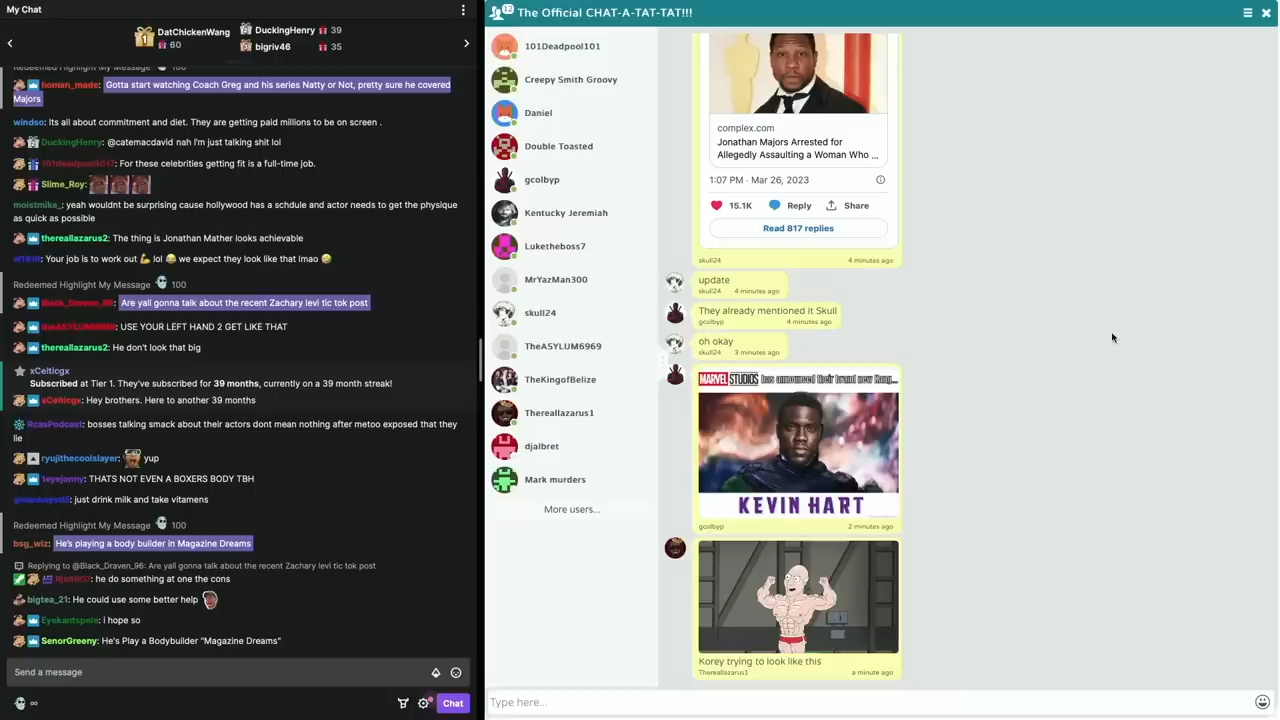 My Chat
DatChickenWang
1
60
DuckingHenry 39
bigriv46 35
Redeemed Highlight My Message 100
homan_made: Gotta start watching Coach Greg and his series Natty or Not, pretty sure he covered
Majors
windso: Its all about commitment and diet. They are getting paid millions to be on screen .
DuckingHenry: @catemacdavid nah I'm just talking shit lol
: For these celebrities getting fit is a full-time job.
Slime_Roy:
moistmike_: yeah wouldnt be surprising cause hollywood has a schdule and actor needs to get the physique
as quick as possible
thereallazarus2: The thing is Jonathan Mather looks achievable
: Your job is to work out 💪 lol 😂 we expect they look like that lmao 😂
Redeemed Highlight My Message 100
Black_Draven_96: Are yall gonna talk about the recent Zachary levi tic tok post
: USE YOUR LEFT HAND 2 GET LIKE THAT
thereallazarus2: He don't look that big
xCelticgx
Subscribed at Tier 1. They've subscribed for 39 months, currently on a 39 month streak!
xCelticgx: Hey brothers. Here to another 39 months
RcasPodcast: bosses talking smack about their actors dont mean nothing after metoo exposed that they
lie
ryujithecoolslayer: yup
1eyejonny: THATS NOT EVEN A BOXERS BODY TBH
: just drink milk and take vitamens
Redeemed Highlight My Message 100
bsg_wiz: He's playing a body builder in Magazine Dreams
Replying to @Black_Draven_96: Are yall gonna talk about the recent Zachary levi tic tok post
: he do something at one the cons
bigtea_21: He could use some better help
Eyekantspele: i hope so
SenorGreeny: He's Play a Bodybuilder "Magazine Dreams"
Send a message
∞
Chat
12
The Official CHAT-A-TAT-TAT!!!
101Deadpool101
Creepy Smith Groovy
Daniel
Double Toasted
gcolbyp
Kentucky Jeremiah
Luketheboss7
MrYazMan300
skull24
TheASYLUM6969
TheKingofBelize
Thereallazarus1
djalbret
Mark murders
More users...
complex.com
Jonathan Majors Arrested for
Allegedly Assaulting a Woman Who ...
1:07 PM · Mar 26, 2023
15.1K Reply Share
Read 817 replies
skull24 4 minutes ago
update
skull24 4 minutes ago
They already mentioned it Skull
gcolbyp 4 minutes ago
oh okay
skull24 3 minutes ago
MARVEL STUDIOS has announced their brand new Kang...
KEVIN HART
gcolbyp 2 minutes ago
Korey trying to look like this
Thereallazarus1 a minute ago
Type here...